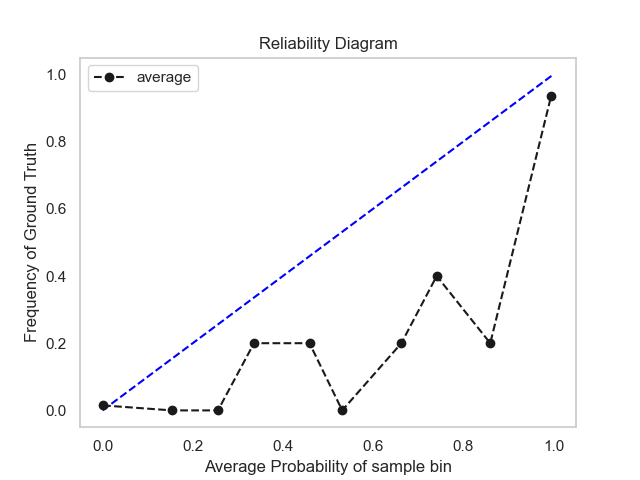 Reliability Diagram
average
Frequency of Ground Truth
1.0
0.8
0.6
0.4
0.2
0.0
0.0 0.2 0.4 0.6 0.8 1.0
Average Probability of sample bin